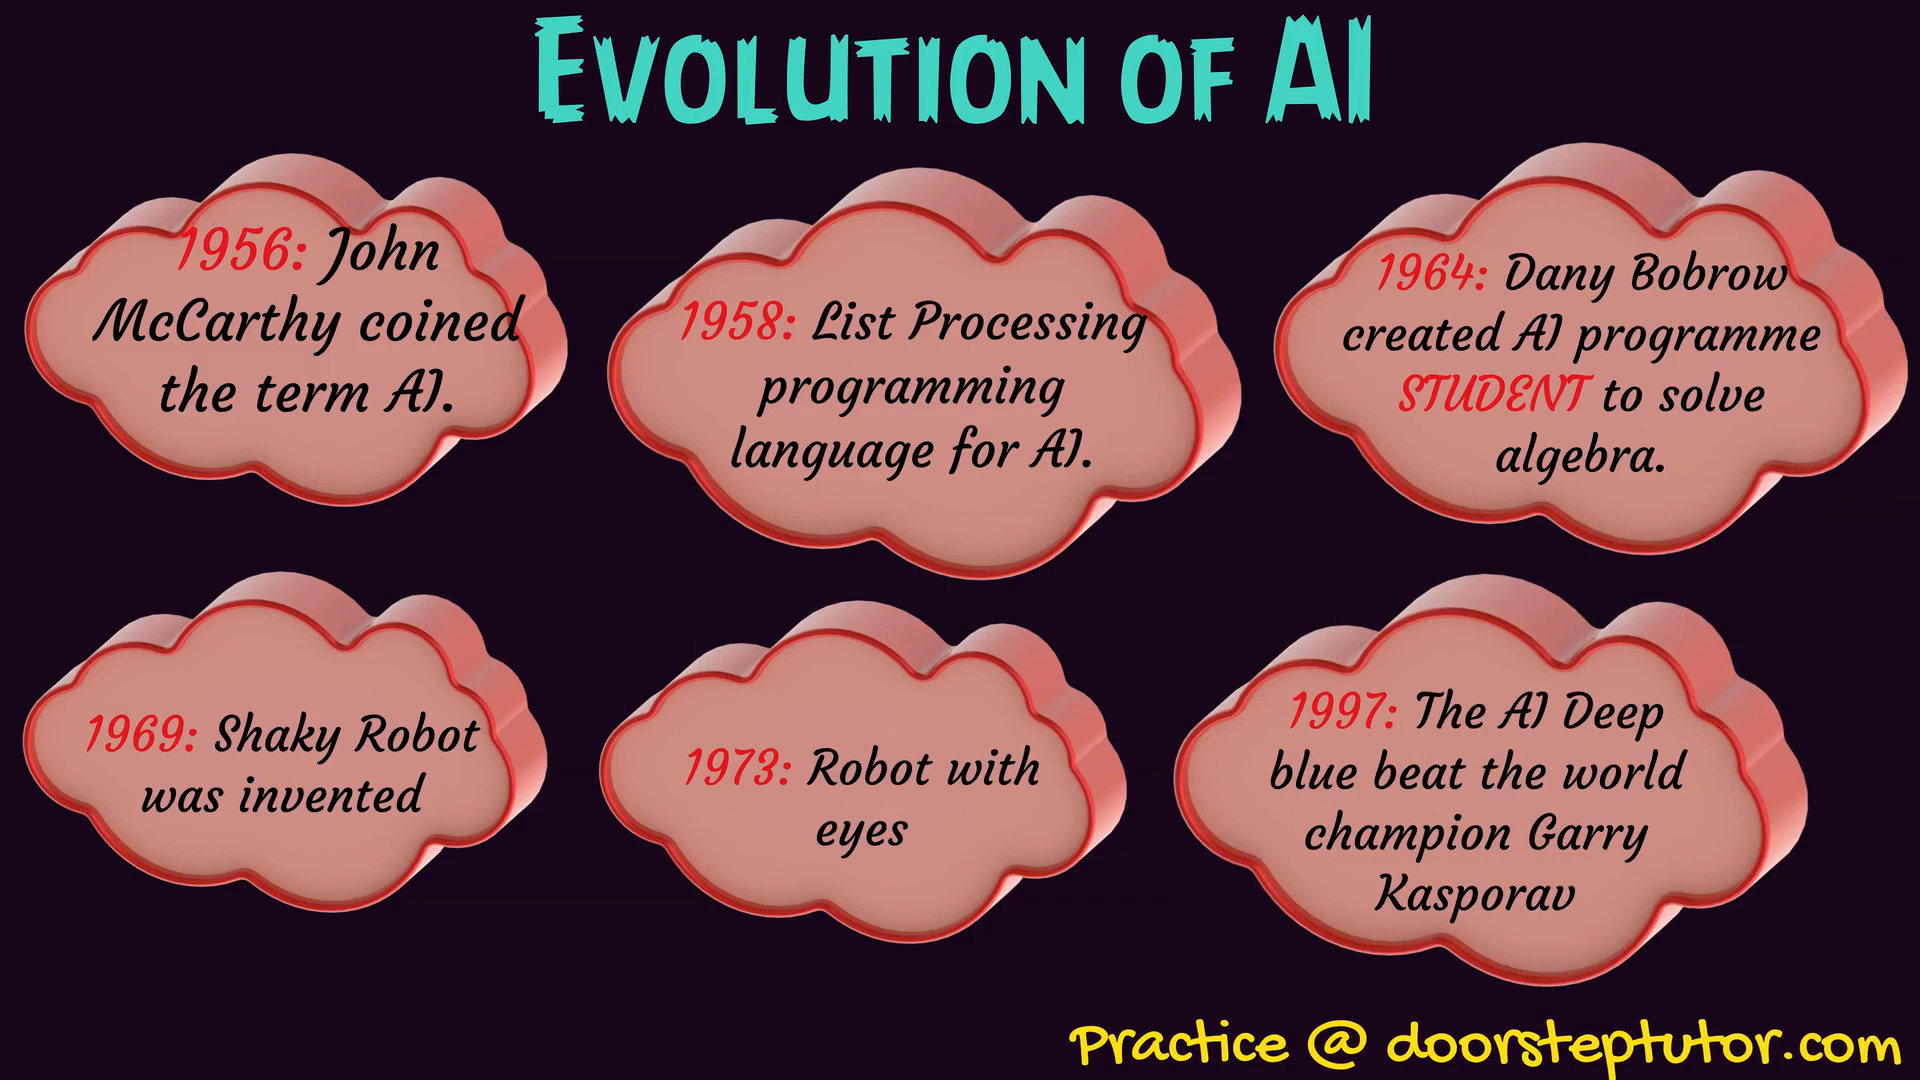 Evolution of AI
1956: John
McCarthy coined
the term AI.
1958: List Processing
programming
language for AI.
1964: Dany Bobrow
created AI programme
STUDENT to solve
algebra.
1969: Shaky Robot
was invented
1973: Robot with
eyes
1997: The AI Deep
blue beat the world
champion Garry
Kasporav
Practice @ doorsteptutor.com